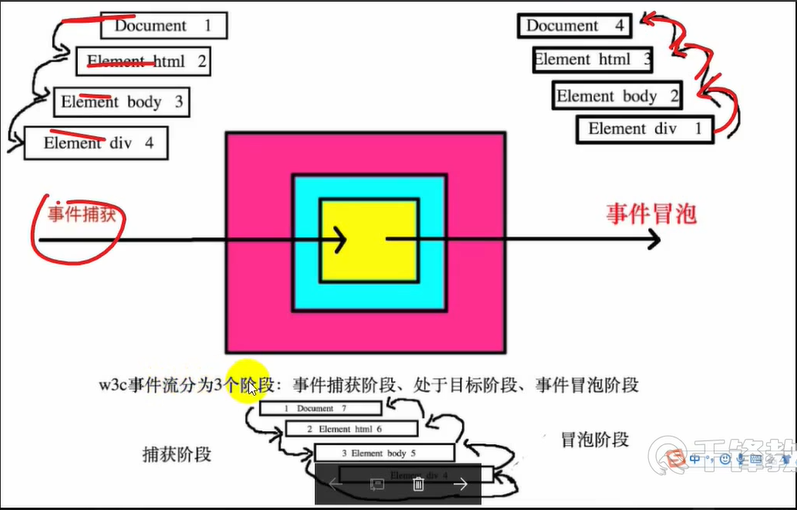 Document 1
Element html 2
Element body 3
Element div 4
Document 4
Element html 3
Element body 2
Element div 1
事件捕获
事件冒泡
w3c事件流分为3个阶段：事件捕获阶段、处于目标阶段、事件冒泡阶段
1 Document 7
2 Element html 6
3 Element body 5
Element div 4
捕获阶段
冒泡阶段
千锋教
中